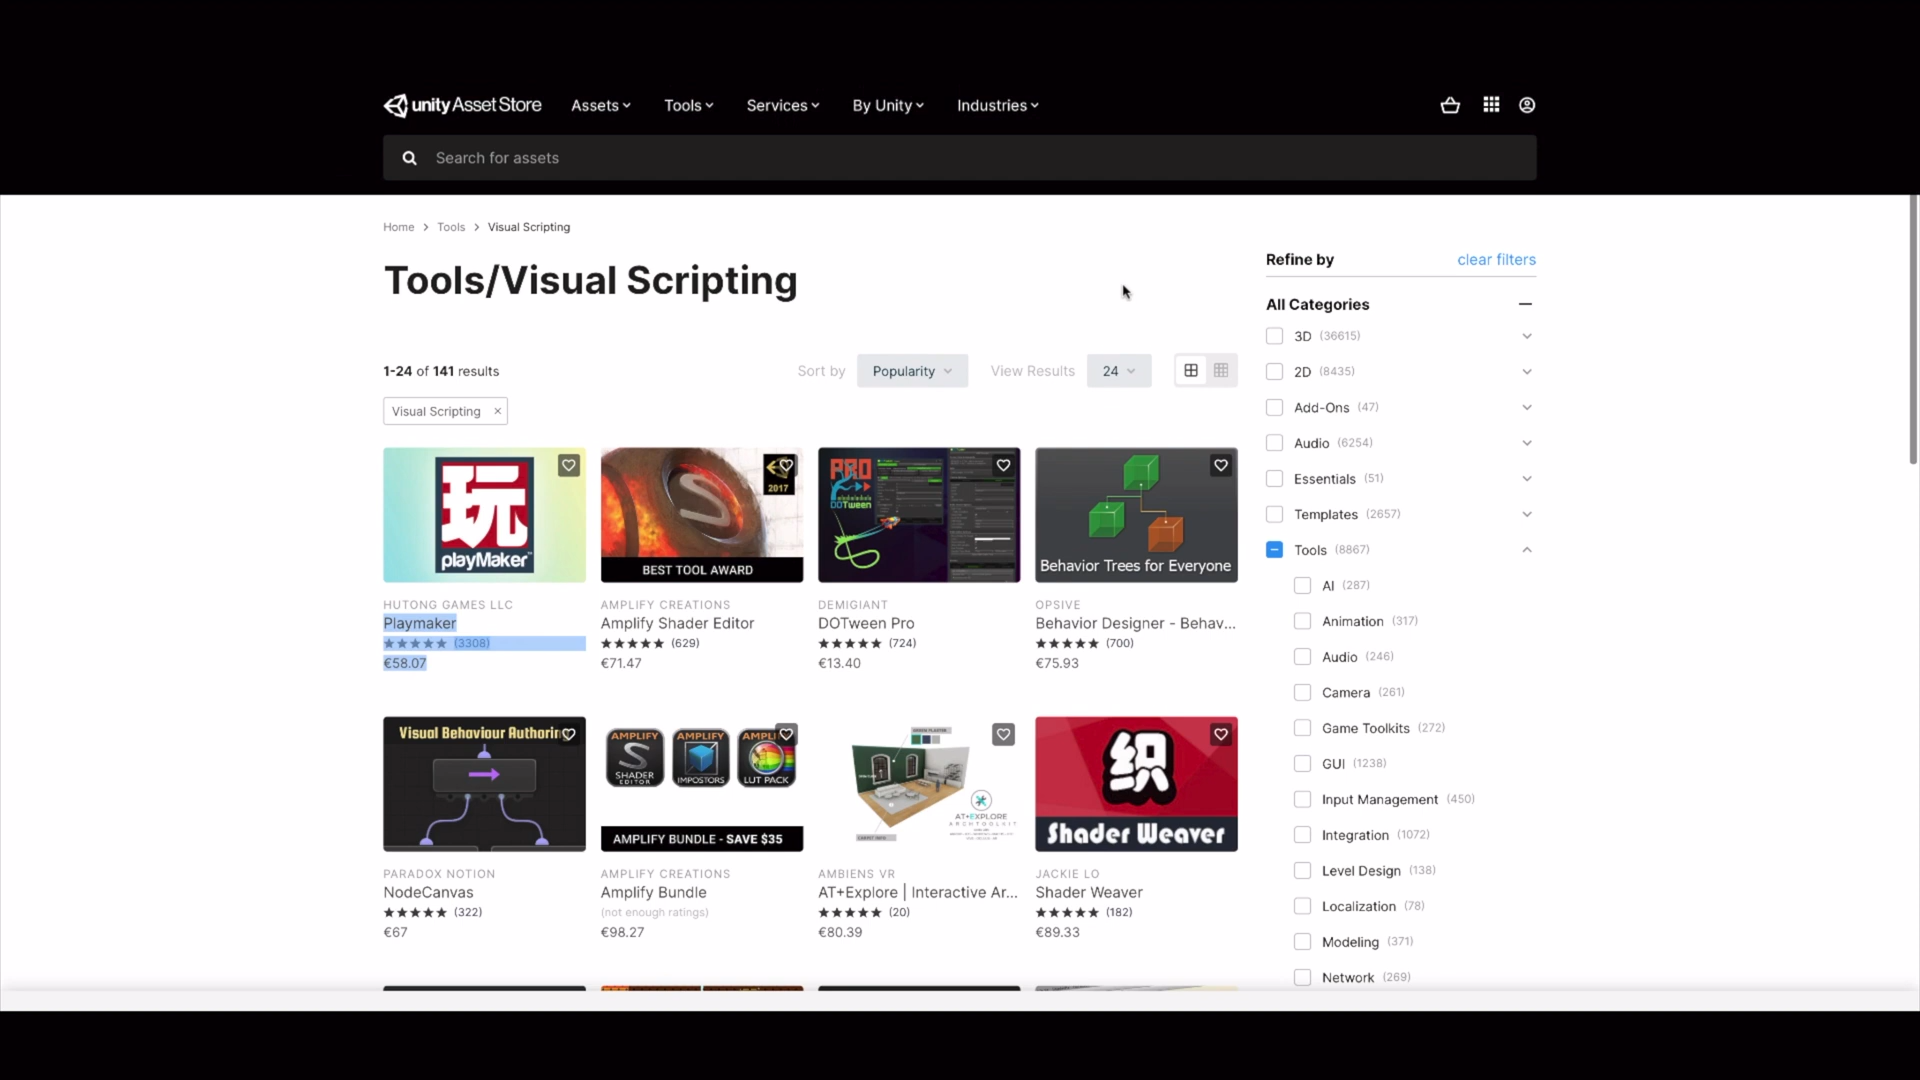 unity Asset Store
Assets
Tools
Services
By Unity
Industries
Search for assets
Home > Tools > Visual Scripting
Tools/Visual Scripting
1-24 of 141 results
Sort by
Popularity
View Results
24
Visual Scripting ×
玩
playMaker™
HUTONG GAMES LLC
Playmaker
★★★★★ (3308)
€58.07
2017
BEST TOOL AWARD
AMPLIFY CREATIONS
Amplify Shader Editor
★★★★★ (629)
€71.47
PRO
DOTween
DEMIGIANT
DOTween Pro
★★★★★ (724)
€13.40
Behavior Trees for Everyone
OPSIVE
Behavior Designer - Behav...
★★★★★ (700)
€75.93
Visual Behaviour Authoring
PARADOX NOTION
NodeCanvas
★★★★★ (322)
€67
AMPLIFY
SHADER
EDITOR
AMPLIFY
IMPOSTORS
AMPLI
LUT PACK
AMPLIFY BUNDLE - SAVE $35
AMPLIFY CREATIONS
Amplify Bundle
(not enough ratings)
€98.27
AT+EXPLORE
ARCHTOOLKIT
AMBIENS VR
AT+Explore | Interactive Ar...
★★★★★ (20)
€80.39
织
Shader Weaver
JACKIE LO
Shader Weaver
★★★★★ (182)
€89.33
Refine by
clear filters
All Categories
3D (36615)
2D (8435)
Add-Ons (47)
Audio (6254)
Essentials (51)
Templates (2657)
Tools (8867)
AI (287)
Animation (317)
Audio (246)
Camera (261)
Game Toolkits (272)
GUI (1238)
Input Management (450)
Integration (1072)
Level Design (138)
Localization (78)
Modeling (371)
Network (269)